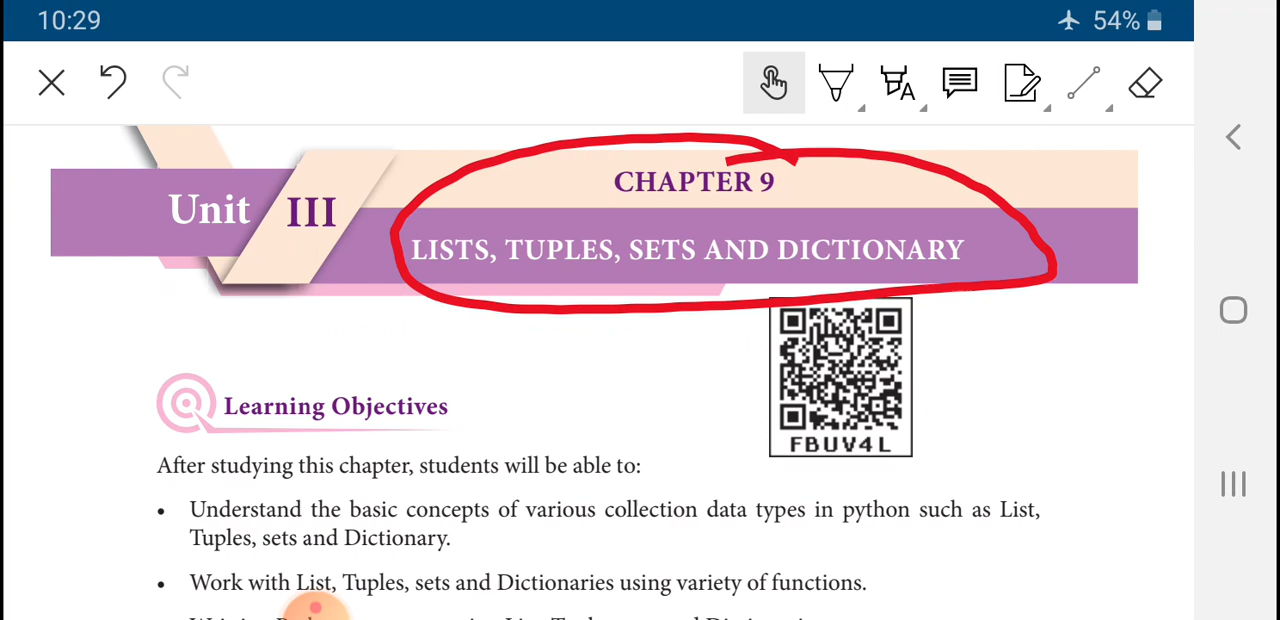 10:29
54%
CHAPTER 9
Unit III
LISTS, TUPLES, SETS AND DICTIONARY
FBUV4L
Learning Objectives
After studying this chapter, students will be able to:
• Understand the basic concepts of various collection data types in python such as List,
Tuples, sets and Dictionary.
• Work with List, Tuples, sets and Dictionaries using variety of functions.